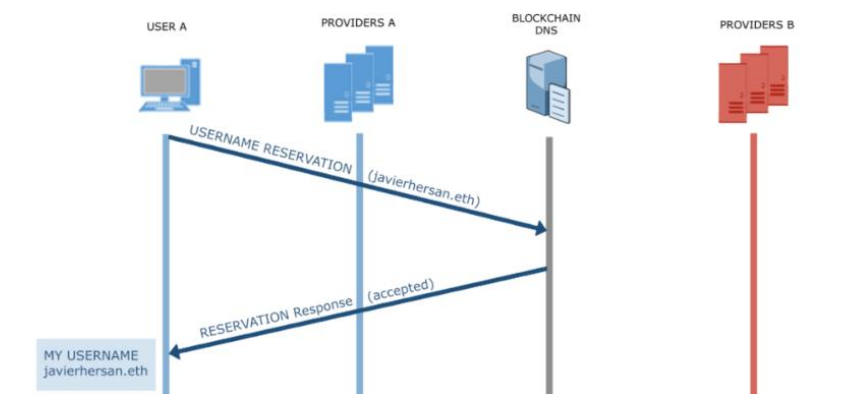 USER A
PROVIDERS A
BLOCKCHAIN
DNS
PROVIDERS B
USERNAME RESERVATION (javierhersan.eth)
RESERVATION Response (accepted)
MY USERNAME
javierhersan.eth